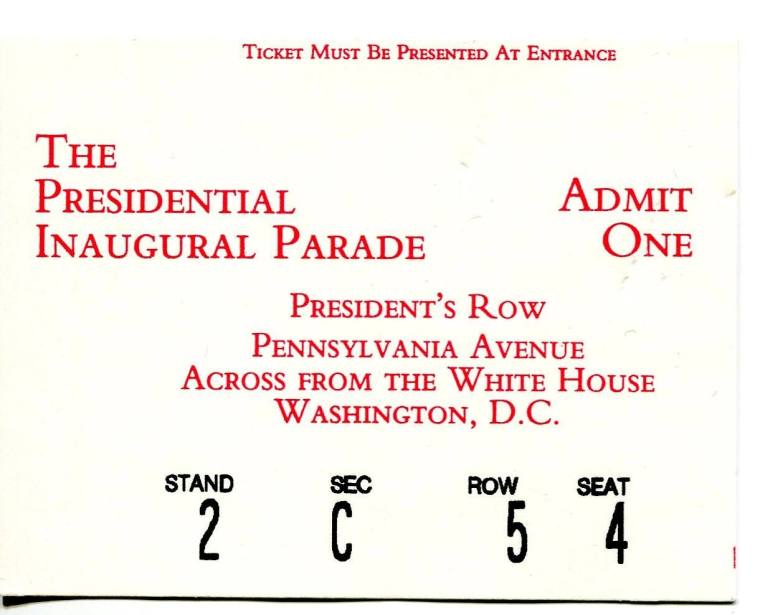 Ticket Must Be Presented At Entrance
The
Presidential
Inaugural Parade
Admit
One
President's Row
Pennsylvania Avenue
Across from the White House
Washington, D.C.
STAND SEC ROW SEAT
2 C 5 4